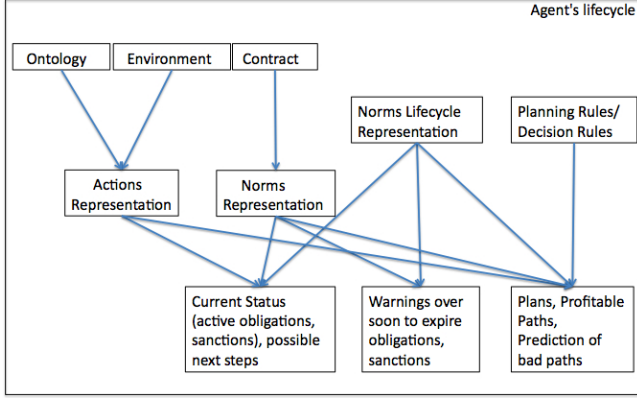 Agent's lifecycle
Ontology
Environment
Contract
Norms Lifecycle
Representation
Planning Rules/
Decision Rules
Actions
Representation
Norms
Representation
Current Status
(active obligations,
sanctions), possible
next steps
Warnings over
soon to expire
obligations,
sanctions
Plans, Profitable
Paths,
Prediction of
bad paths